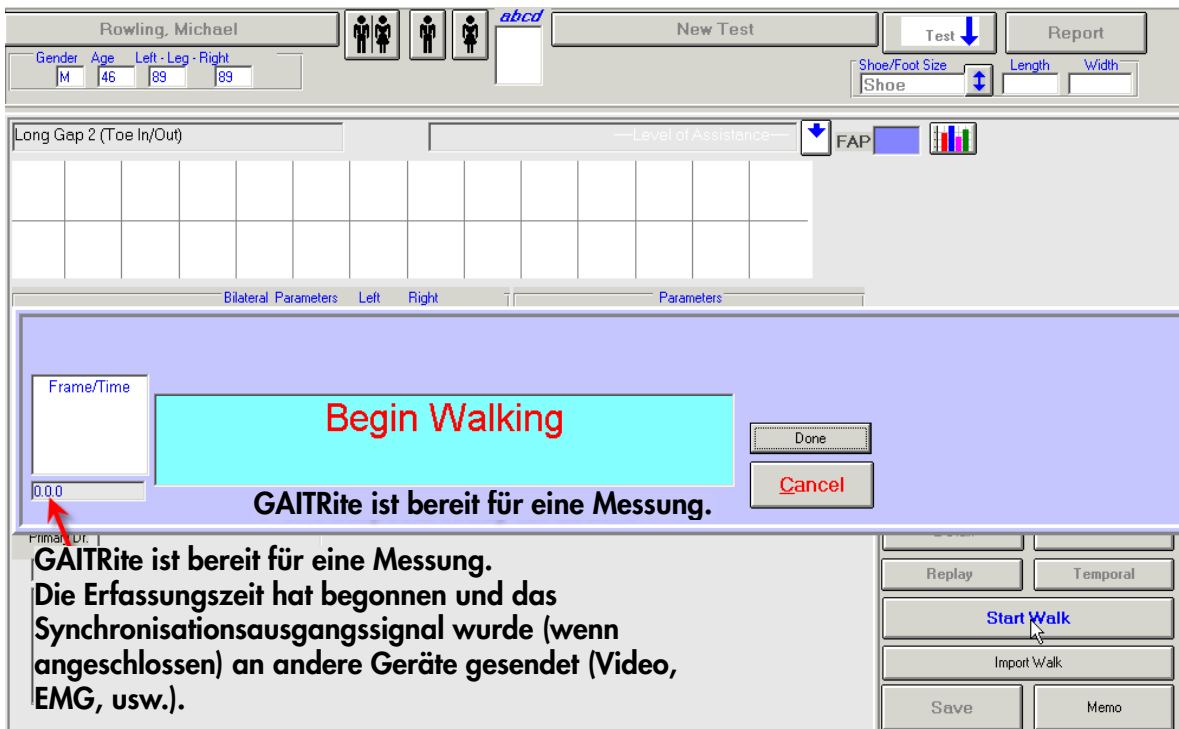 abcd
Rowling, Michael
New Test
Test
Report
Gender Age Left - Leg - Right
M 46 89 89
Shoe/Foot Size Length Width
Shoe
Long Gap 2 (Toe In/Out)
Level of Assistance
FAP
Bilateral Parameters Left Right
Parameters
Frame/Time
Begin Walking
Done
0.0.0
Cancel
GAITRite ist bereit für eine Messung.
Primary Dr.
GAITRite ist bereit für eine Messung.
Die Erfassungszeit hat begonnen und das
Synchronisationsausgangssignal wurde (wenn
angeschlossen) an andere Geräte gesendet (Video,
EMG, usw.).
Replay
Temporal
Start Walk
Import Walk
Save
Memo